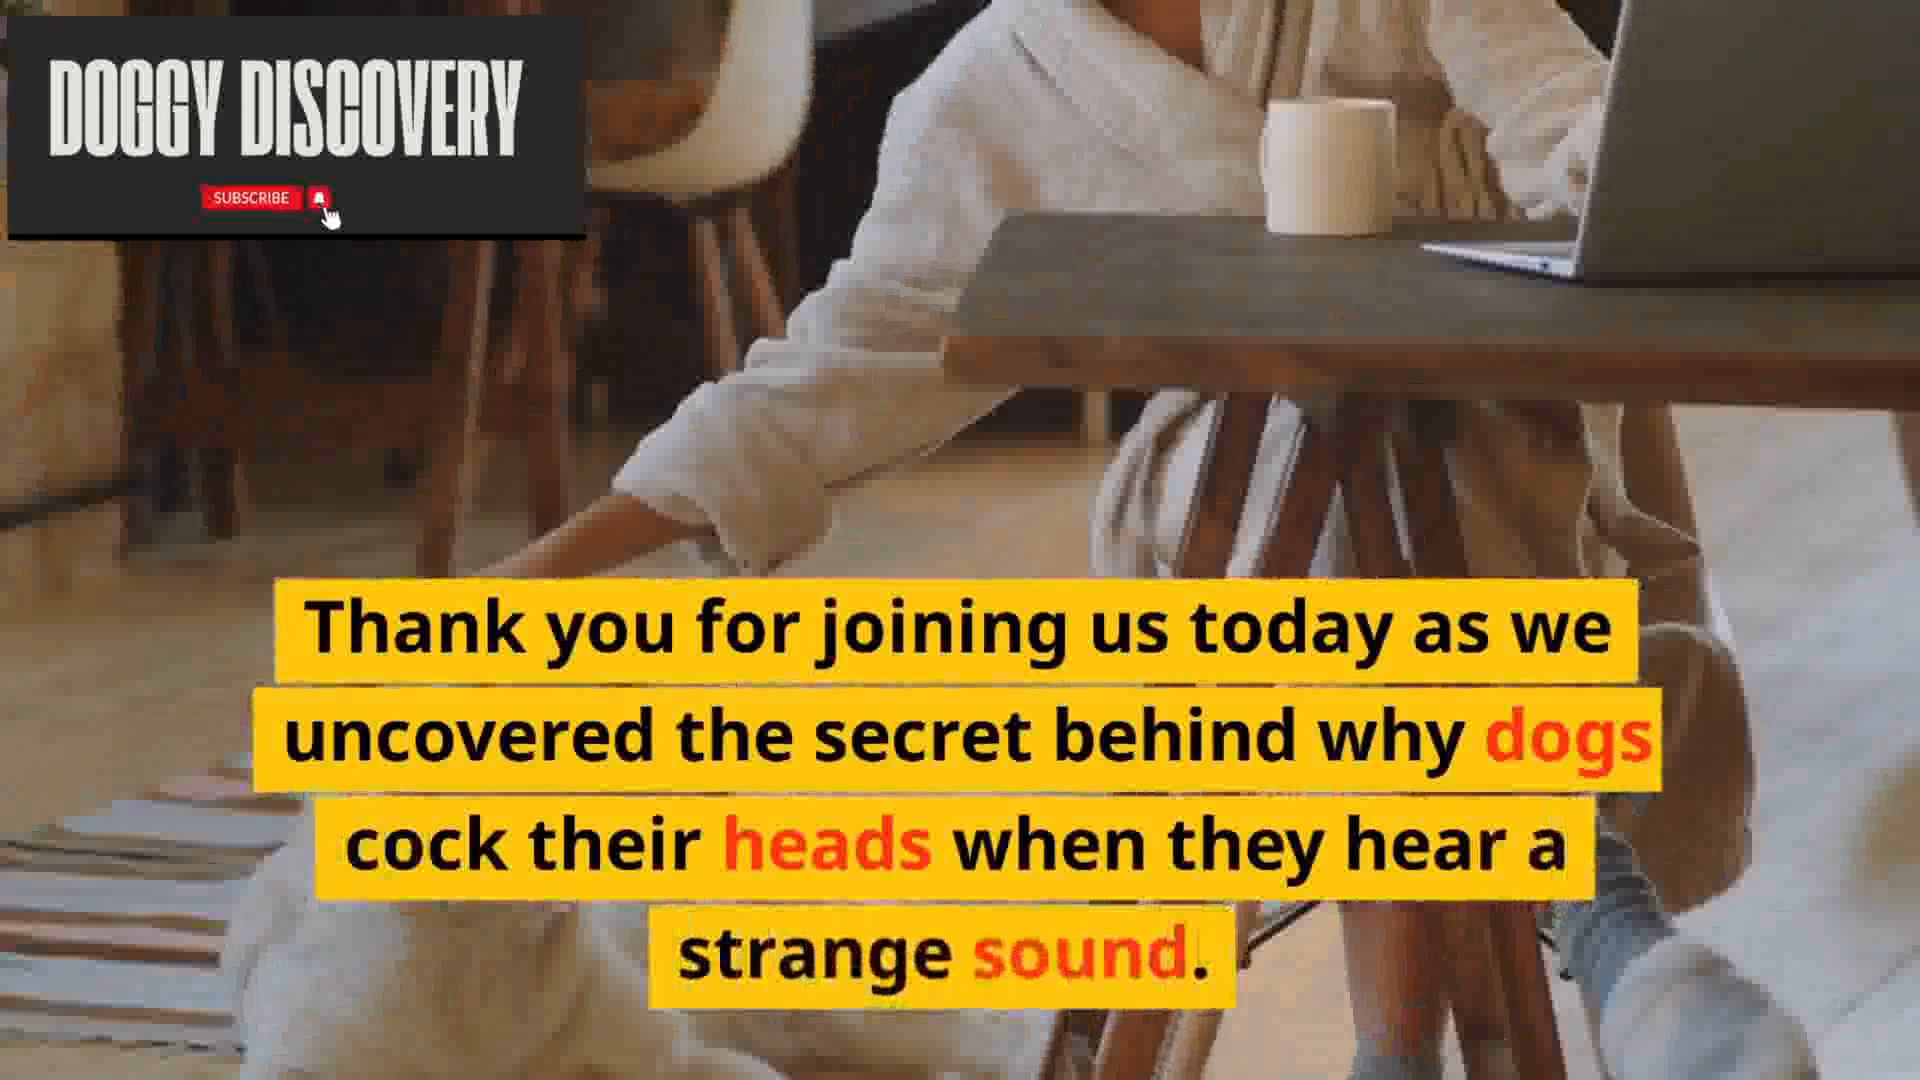 DOGGY DISCOVERY
SUBSCRIBE
Thank you for joining us today as we
uncovered the secret behind why dogs
cock their heads when they hear a
strange sound.